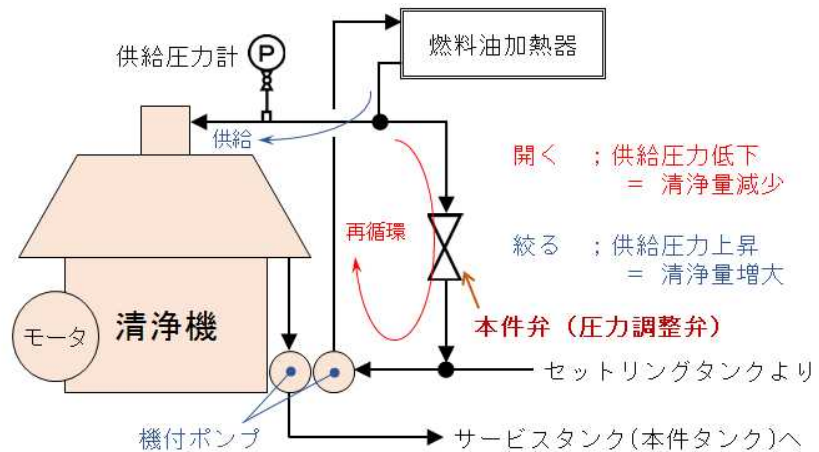 燃料油加熱器
供給圧力計
P
供給
開く ;供給圧力低下
= 清浄量減少
再循環
絞る ;供給圧力上昇
= 清浄量増大
本件弁(圧力調整弁)
モータ
清浄機
セットリングタンクより
機付ポンプ
サービスタンク(本件タンク)へ